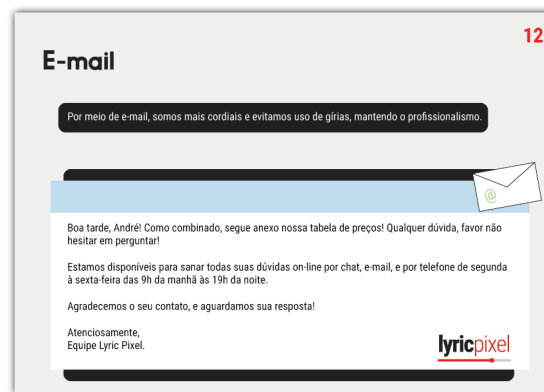 12
E-mail
Por meio de e-mail, somos mais cordiais e evitamos uso de gírias, mantendo o profissionalismo.
@
Boa tarde, André! Como combinado, segue anexo nossa tabela de preços! Qualquer dúvida, favor não
hesitar em perguntar!
Estamos disponíveis para sanar todas suas dúvidas on-line por chat, e-mail, e por telefone de segunda
à sexta-feira das 9h da manhã às 19h da noite.
Agradecemos o seu contato, e aguardamos sua resposta!
Atenciosamente,
Equipe Lyric Pixel.
lyricpixel